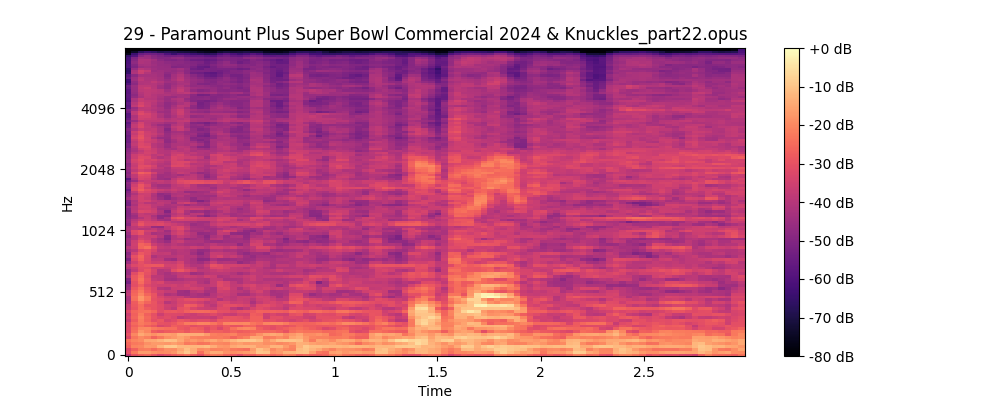 29 - Paramount Plus Super Bowl Commercial 2024 & Knuckles_part22.opus
Hz
4096
2048
1024
512
0
0
0.5
1
1.5
2
2.5
Time
+0 dB
-10 dB
-20 dB
-30 dB
-40 dB
-50 dB
-60 dB
-70 dB
-80 dB